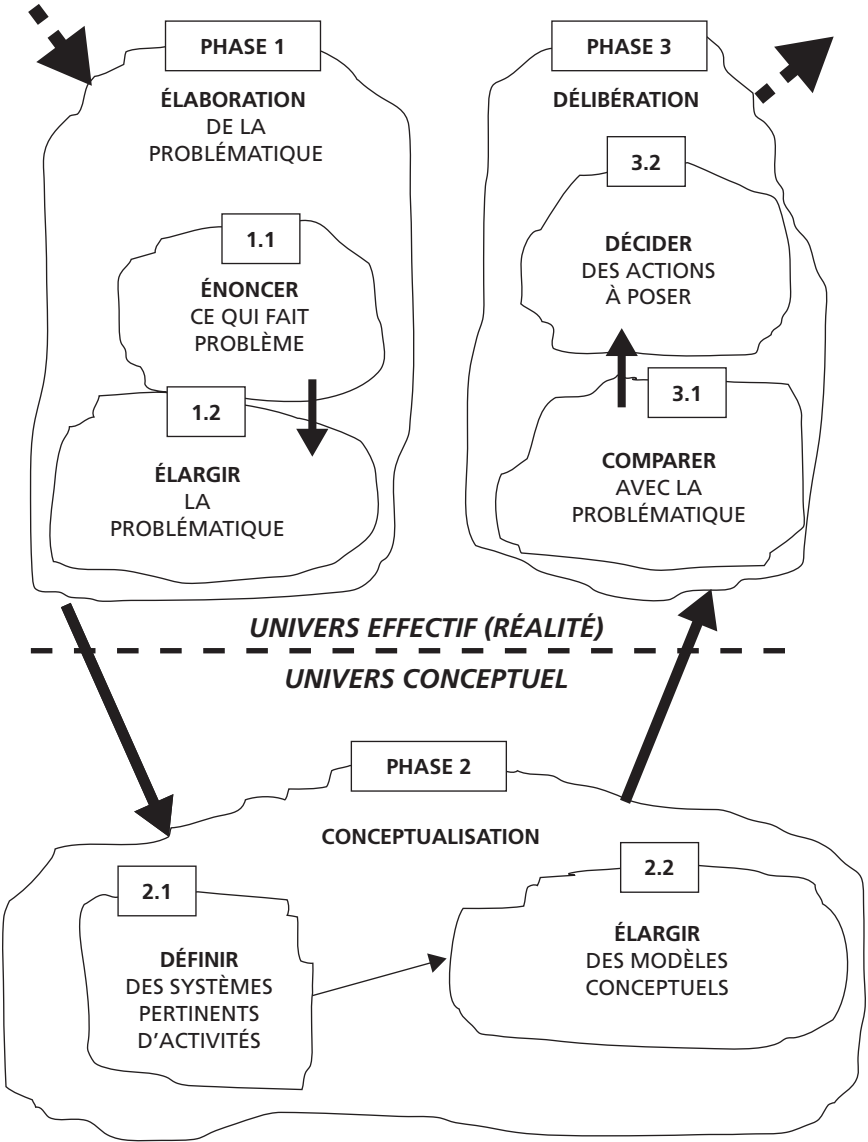 PHASE 1
ÉLABORATION
DE LA
PROBLÉMATIQUE
1.1
ÉNONCER
CE QUI FAIT
PROBLÈME
1.2
ÉLARGIR
LA
PROBLÉMATIQUE
PHASE 3
DÉLIBÉRATION
3.2
DÉCIDER
DES ACTIONS
À POSER
3.1
COMPARER
AVEC LA
PROBLÉMATIQUE
UNIVERS EFFECTIF (RÉALITÉ)
UNIVERS CONCEPTUEL
PHASE 2
CONCEPTUALISATION
2.1
DÉFINIR
DES SYSTÈMES
PERTINENTS
D'ACTIVITÉS
2.2
ÉLARGIR
DES MODÈLES
CONCEPTUELS